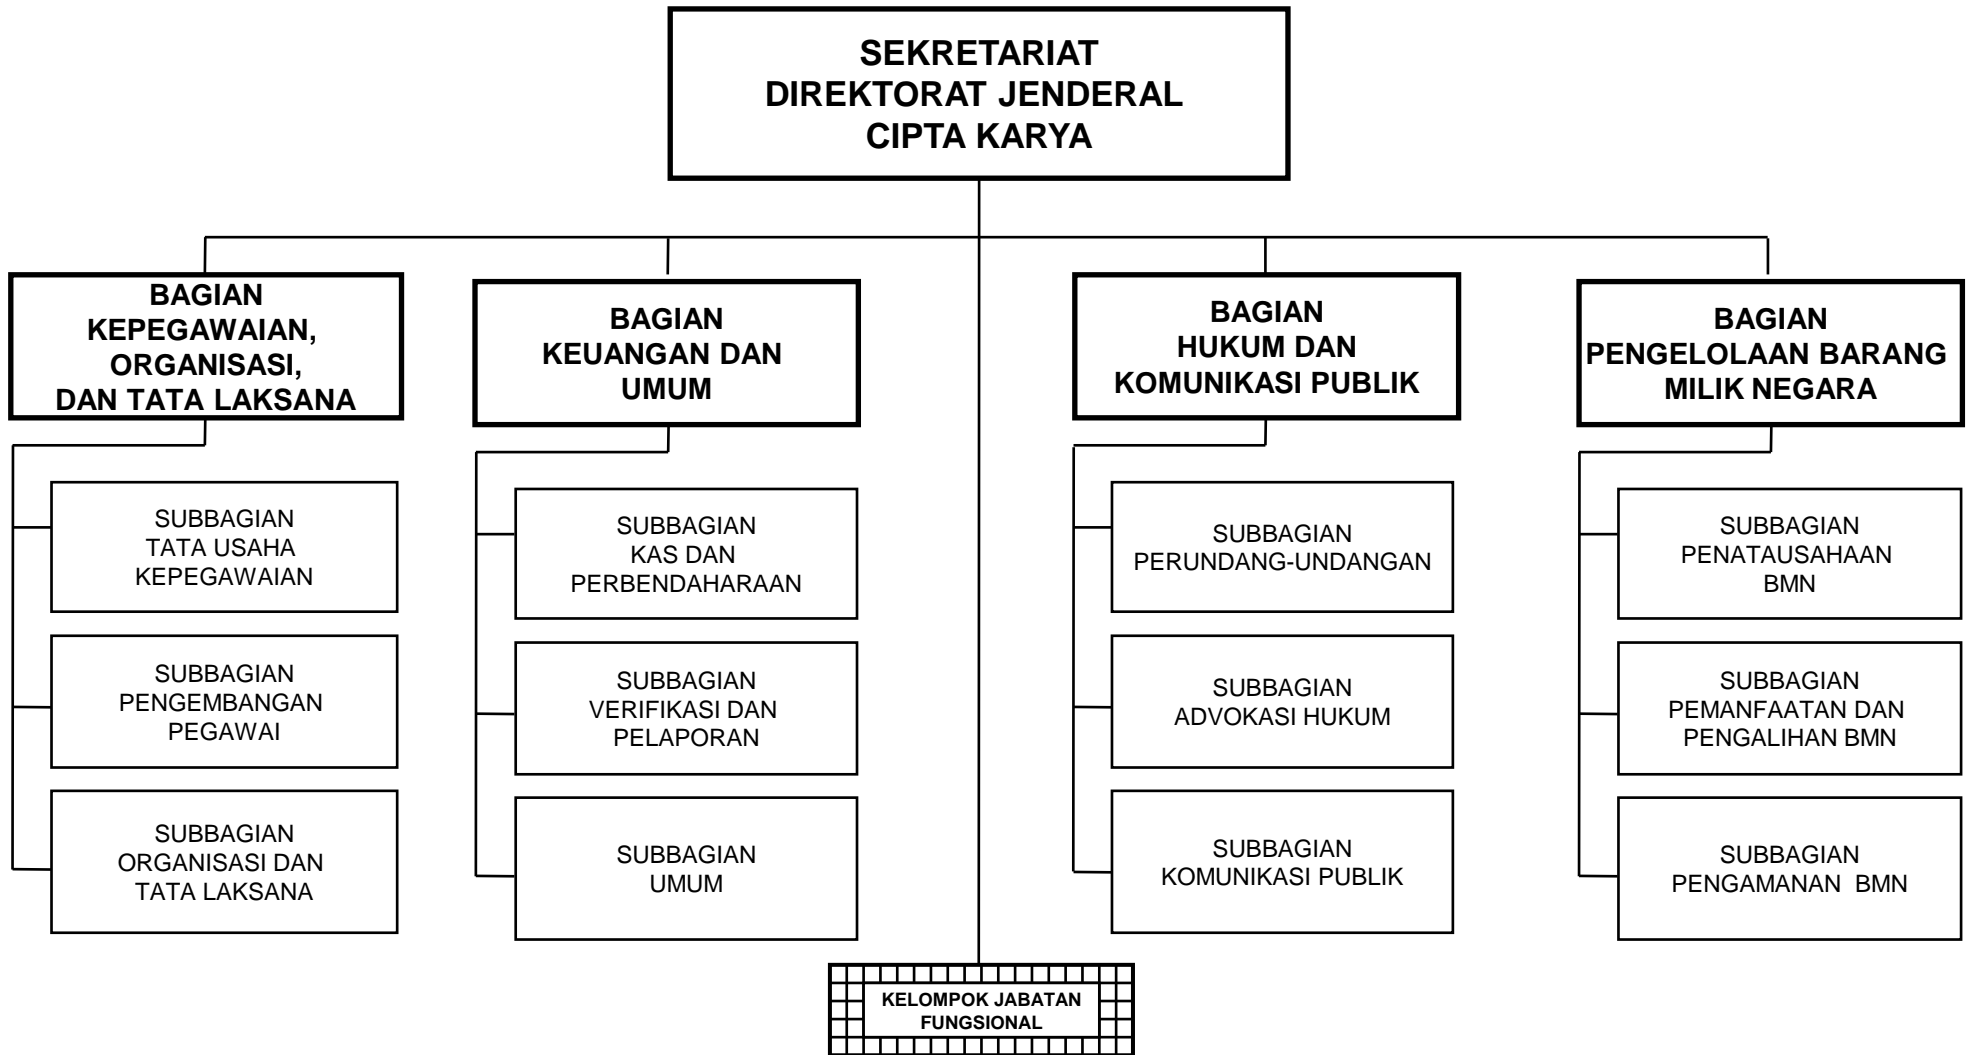 SEKRETARIAT
DIREKTORAT JENDERAL
CIPTA KARYA
BAGIAN
KEPEGAWAIAN,
ORGANISASI,
DAN TATA LAKSANA
SUBBAGIAN
TATA USAHA
KEPEGAWAIAN
SUBBAGIAN
PENGEMBANGAN
PEGAWAI
SUBBAGIAN
ORGANISASI DAN
TATA LAKSANA
BAGIAN
KEUANGAN DAN
UMUM
SUBBAGIAN
KAS DAN
PERBENDAHARAAN
SUBBAGIAN
VERIFIKASI DAN
PELAPORAN
SUBBAGIAN
UMUM
BAGIAN
HUKUM DAN
KOMUNIKASI PUBLIK
SUBBAGIAN
PERUNDANG-UNDANGAN
SUBBAGIAN
ADVOKASI HUKUM
SUBBAGIAN
KOMUNIKASI PUBLIK
BAGIAN
PENGELOLAAN BARANG
MILIK NEGARA
SUBBAGIAN
PENATAUSAHAAN
BMN
SUBBAGIAN
PEMANFAATAN DAN
PENGALIHAN BMN
SUBBAGIAN
PENGAMANAN BMN
KELOMPOK JABATAN
FUNGSIONAL